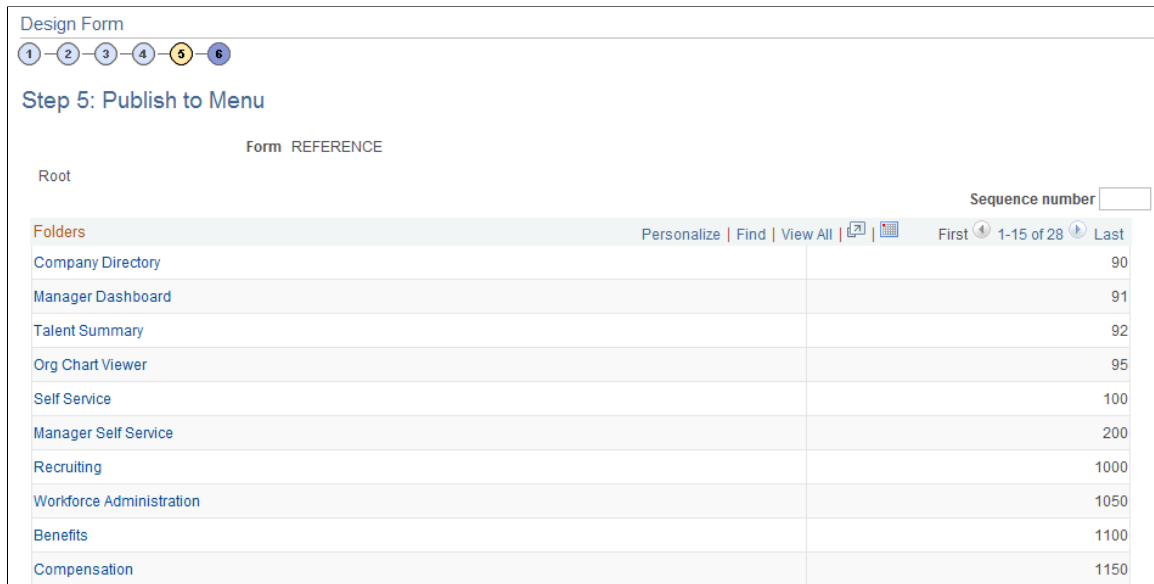 Design Form
1 2 3 4 5 6
Step 5: Publish to Menu
Form REFERENCE
Root
Sequence number
Folders Personalize | Find | View All | | First 1-15 of 28 Last
Company Directory 90
Manager Dashboard 91
Talent Summary 92
Org Chart Viewer 95
Self Service 100
Manager Self Service 200
Recruiting 1000
Workforce Administration 1050
Benefits 1100
Compensation 1150